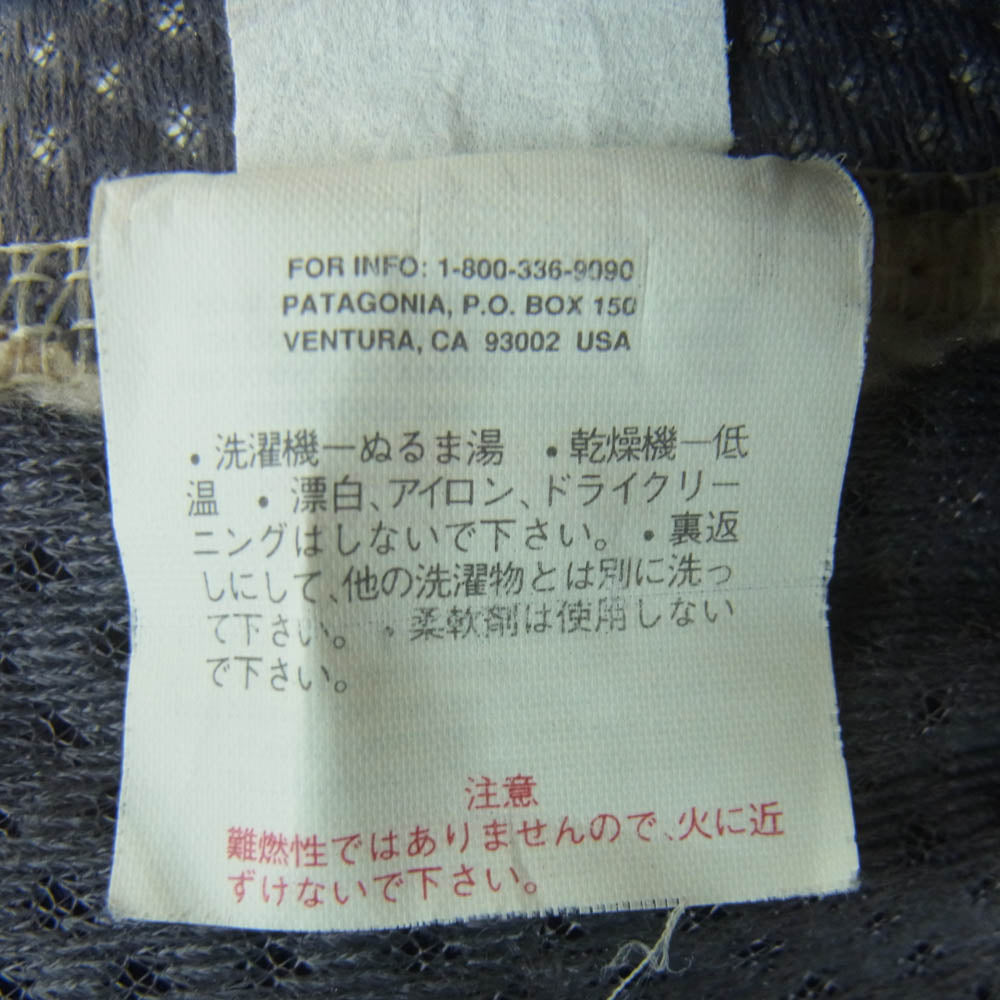 FOR INFO: 1-800-336-9090
PATAGONIA, P.O. BOX 150
VENTURA, CA 93002 USA
・洗濯機ーぬるま湯 ・乾燥機ー低
温 ・漂白、アイロン、ドライクリー
ニングはしないで下さい。・裏返
しにして、他の洗濯物とは別に洗っ
て下さい。 ・柔軟剤は使用しない
で下さい。
注意
難燃性ではありませんので、火に近
ずけないで下さい。